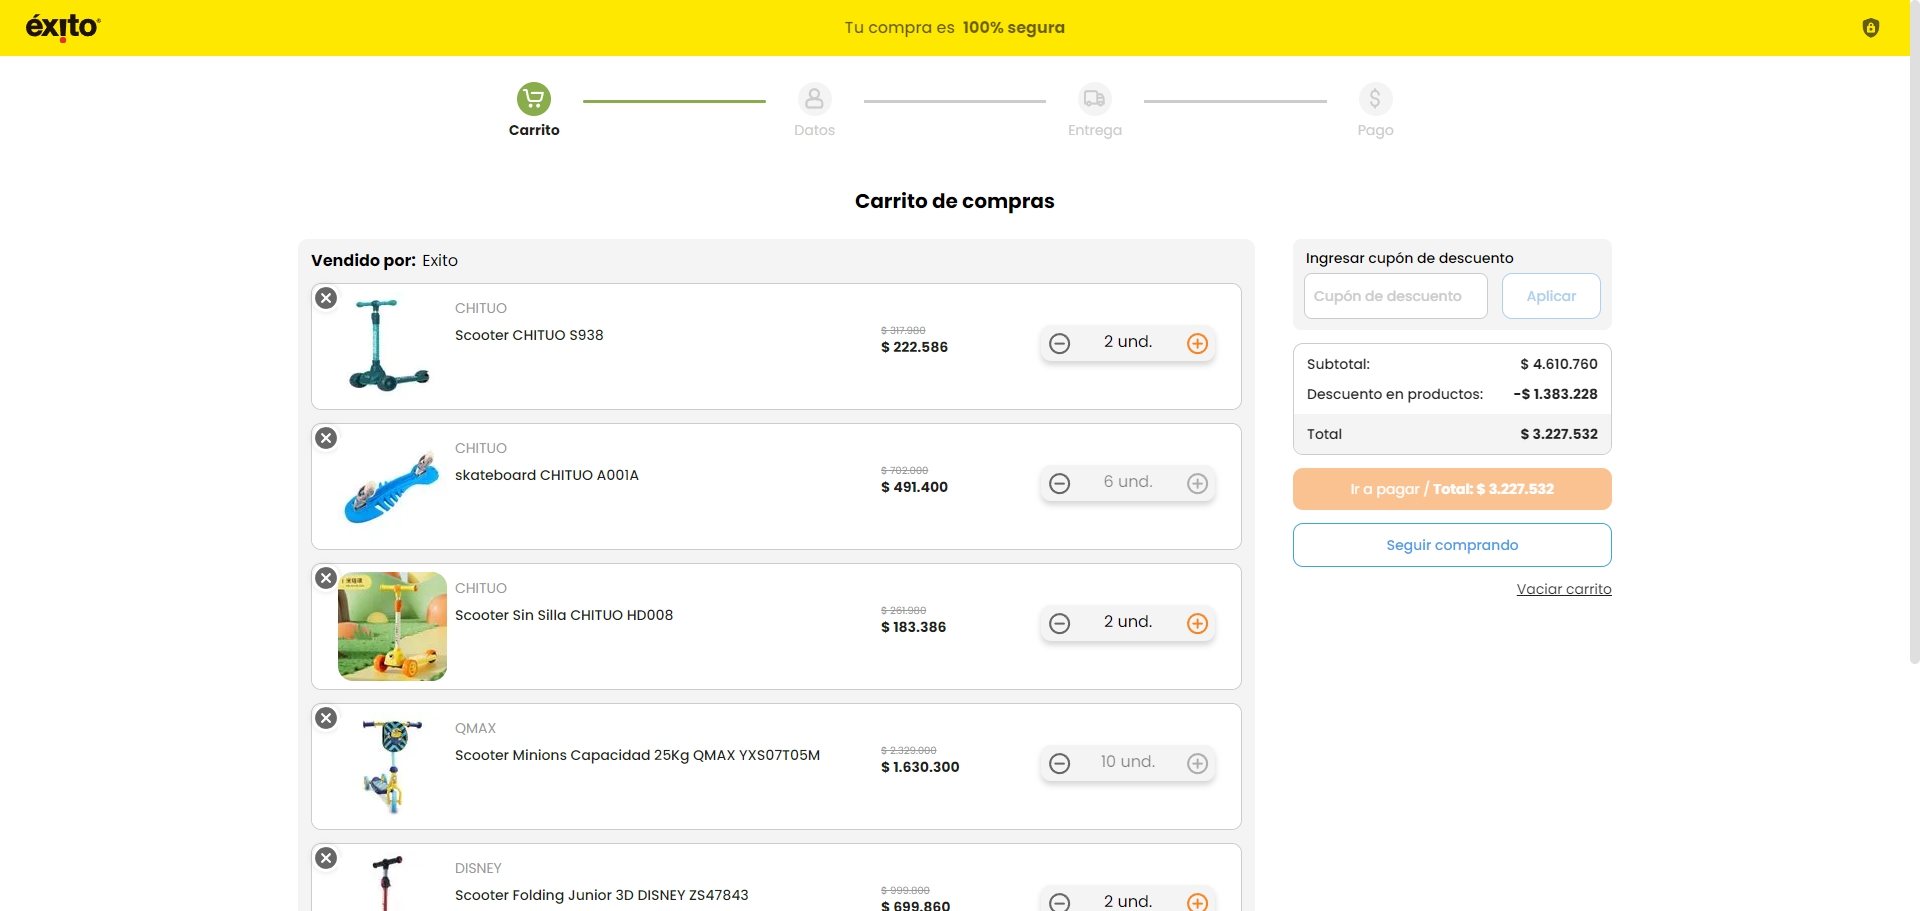 éxito
Tu compra es 100% segura
Carrito
Datos
Entrega
Pago
Carrito de compras
Vendido por: Exito
CHITUO
Scooter CHITUO S938
$ 317.980
$ 222.586
2 und.
CHITUO
skateboard CHITUO A001A
$ 702.000
$ 491.400
6 und.
CHITUO
Scooter Sin Silla CHITUO HD008
$ 261.980
$ 183.386
2 und.
QMAX
Scooter Minions Capacidad 25Kg QMAX YXS07T05M
$ 2.329.000
$ 1.630.300
10 und.
DISNEY
Scooter Folding Junior 3D DISNEY ZS47843
$ 999.800
$ 699.860
2 und.
Ingresar cupón de descuento
Cupón de descuento
Aplicar
Subtotal: $ 4.610.760
Descuento en productos: -$ 1.383.228
Total $ 3.227.532
Ir a pagar / Total: $ 3.227.532
Seguir comprando
Vaciar carrito